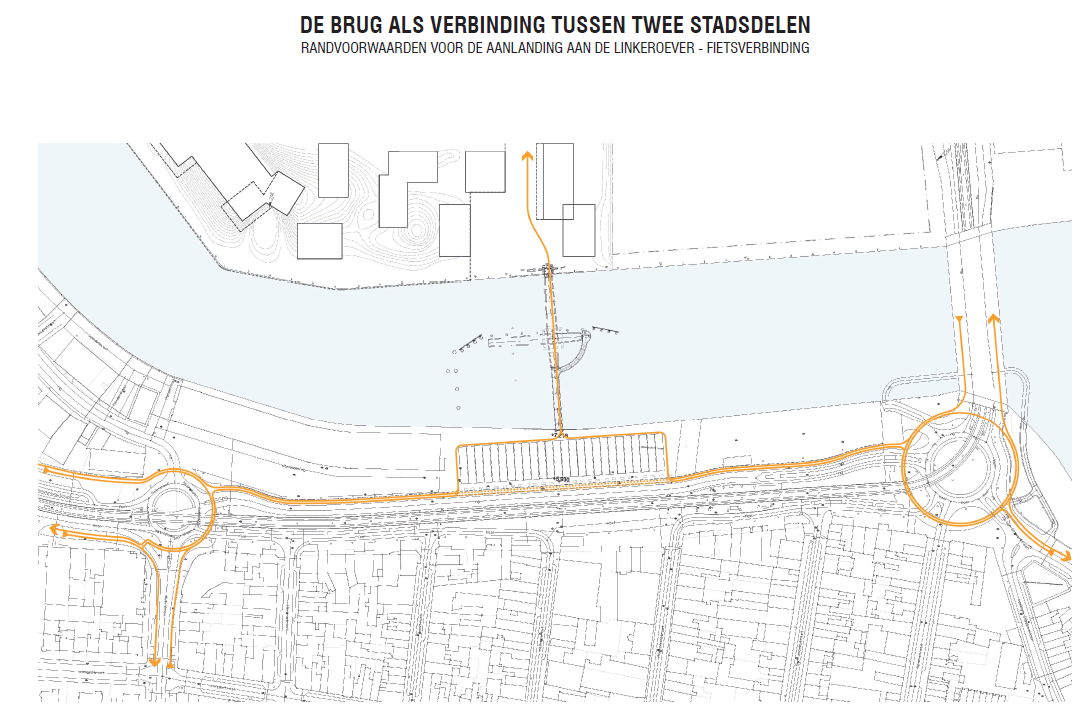 DE BRUG ALS VERBINDING TUSSEN TWEE STADSDELEN
RANDVOORWAARDEN VOOR DE AANLANDING AAN DE LINKEROEVER - FIETSVERBINDING